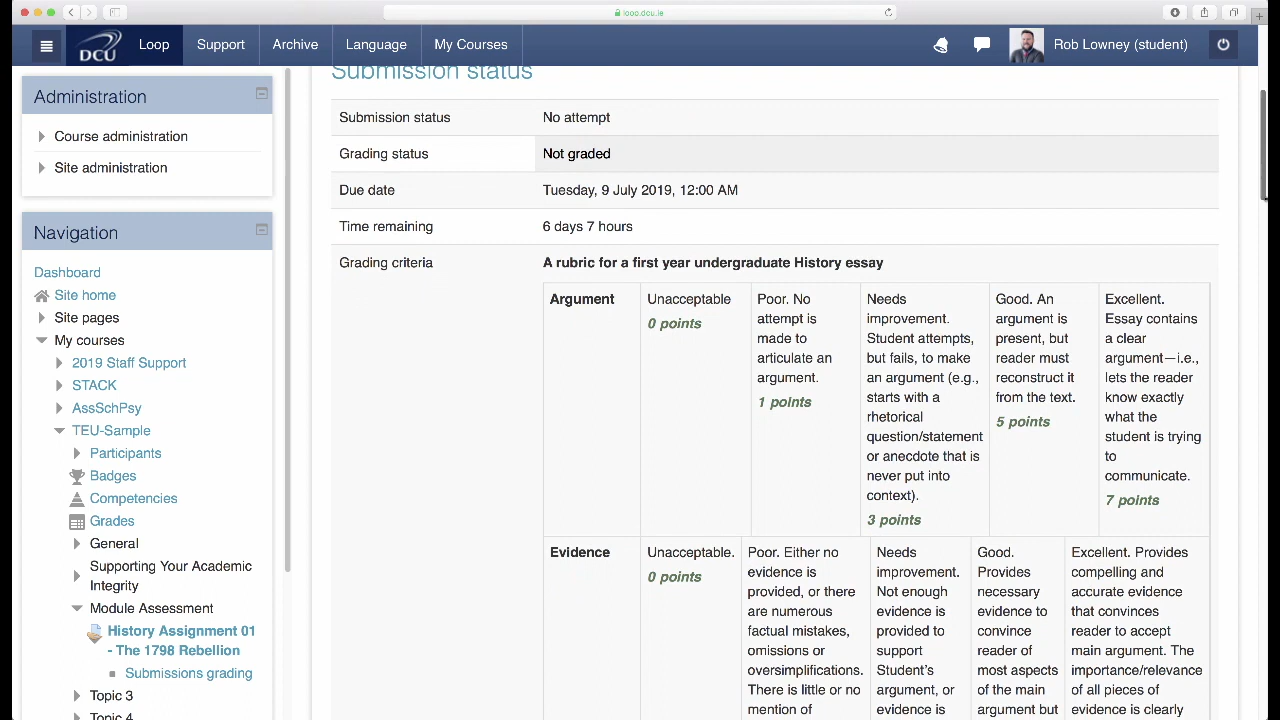 loop.dcu.ie
DCU
Loop
Support
Archive
Language
My Courses
Rob Lowney (student)
Administration
Course administration
Site administration
Navigation
Dashboard
Site home
Site pages
My courses
2019 Staff Support
STACK
AssSchPsy
TEU-Sample
Participants
Badges
Competencies
Grades
General
Supporting Your Academic
Integrity
Module Assessment
History Assignment 01
- The 1798 Rebellion
Submissions grading
Topic 3
Topic 4
Submission status
Submission status
No attempt
Grading status
Not graded
Due date
Tuesday, 9 July 2019, 12:00 AM
Time remaining
6 days 7 hours
Grading criteria
A rubric for a first year undergraduate History essay
Argument
Unacceptable
0 points
Poor. No
attempt is
made to
articulate an
argument.
1 points
Needs
improvement.
Student attempts,
but fails, to make
an argument (e.g.,
starts with a
rhetorical
question/statement
or anecdote that is
never put into
context).
3 points
Good. An
argument is
present, but
reader must
reconstruct it
from the text.
5 points
Excellent.
Essay contains
a clear
argument—i.e.,
lets the reader
know exactly
what the
student is trying
to
communicate.
7 points
Evidence
Unacceptable.
0 points
Poor. Either no
evidence is
provided, or there
are numerous
factual mistakes,
omissions or
oversimplifications.
There is little or no
mention of
Needs
improvement.
Not enough
evidence is
provided to
support
Student's
argument, or
evidence is
Good.
Provides
necessary
evidence to
convince
reader of
most aspects
of the main
argument but
Excellent. Provides
compelling and
accurate evidence
that convinces
reader to accept
main argument. The
importance/relevance
of all pieces of
evidence is clearly